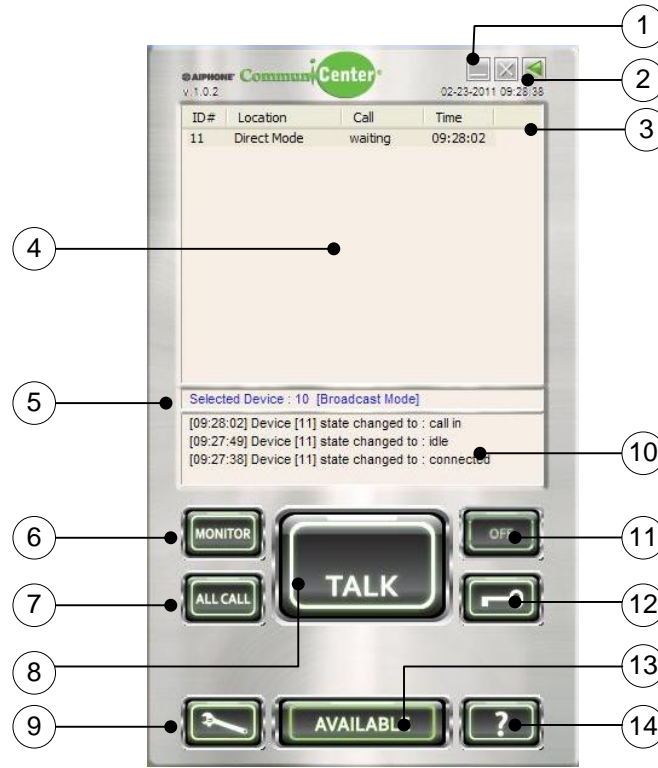 1
AIPHONE CommuniCenter
v.1.0.2
02-23-2011 09:28:38
2
ID# Location Call Time
3
11 Direct Mode waiting 09:28:02
4
Selected Device : 10 [Broadcast Mode]
5
[09:28:02] Device [11] state changed to : call in
[09:27:49] Device [11] state changed to : idle
[09:27:38] Device [11] state changed to : connected
10
6
MONITOR
TALK
OFF
11
7
ALL CALL
12
8
13
9
AVAILABLE
?
14